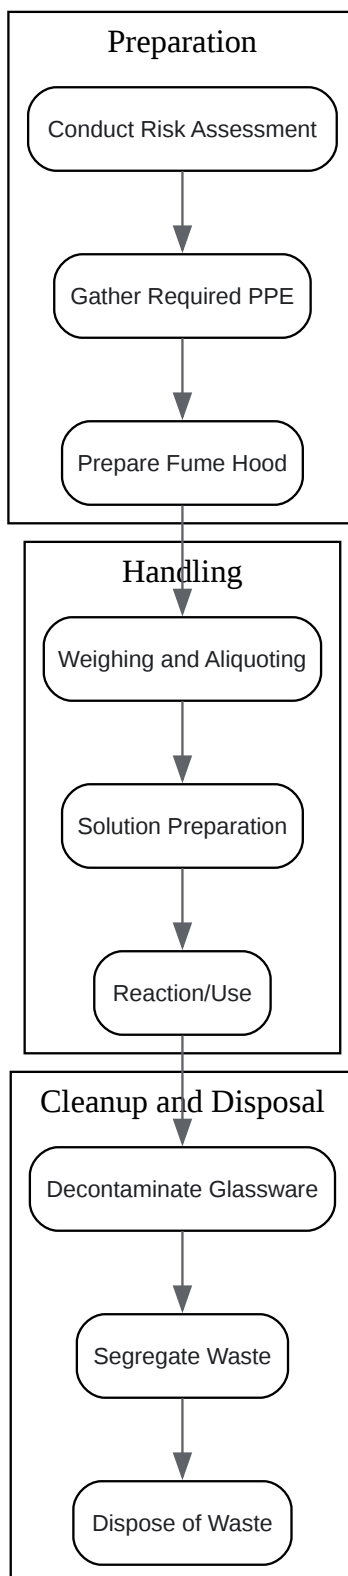 Preparation
Conduct Risk Assessment
Gather Required PPE
Prepare Fume Hood
Handling
Weighing and Aliquoting
Solution Preparation
Reaction/Use
Cleanup and Disposal
Decontaminate Glassware
Segregate Waste
Dispose of Waste